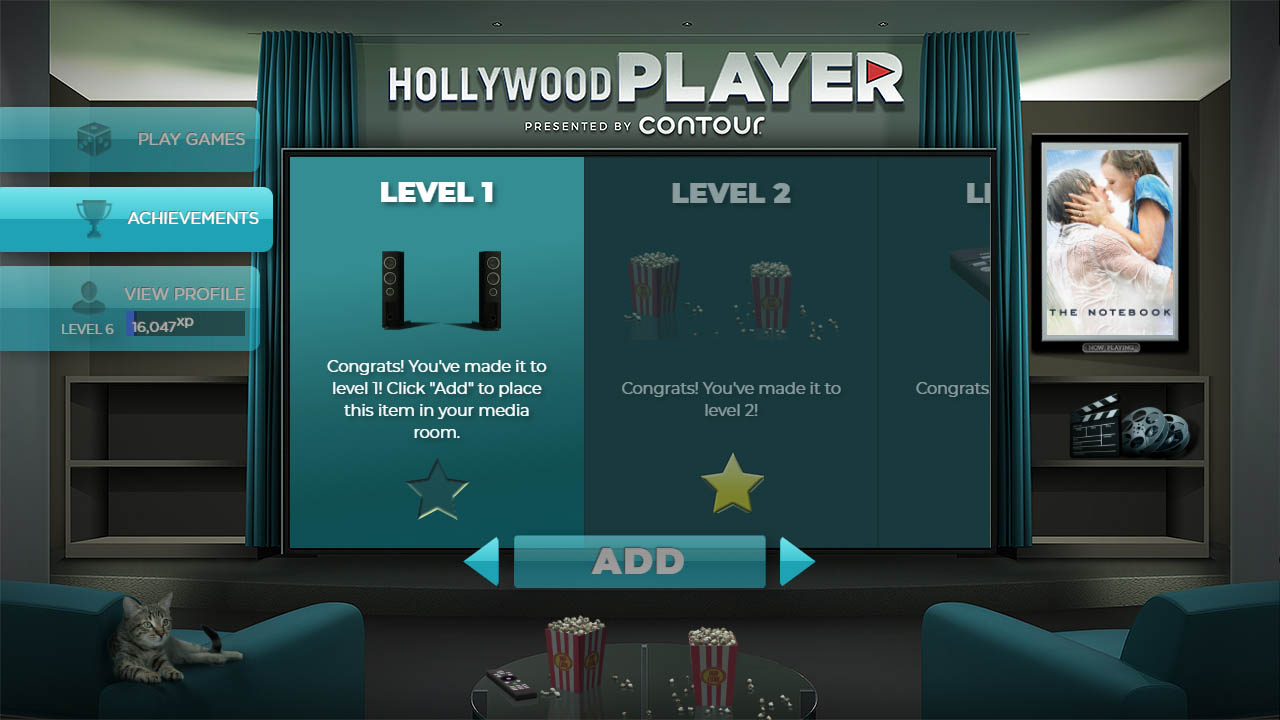 HOLLYWOOD PLAYER
PRESENTED BY CONTOUR
PLAY GAMES
ACHIEVEMENTS
VIEW PROFILE
LEVEL 6
16,047xp
LEVEL 1
Congrats! You've made it to
level 1! Click "Add" to place
this item in your media
room.
LEVEL 2
Congrats! You've made it to
level 2!
Congrats
ADD
THE NOTEBOOK
NOW PLAYING